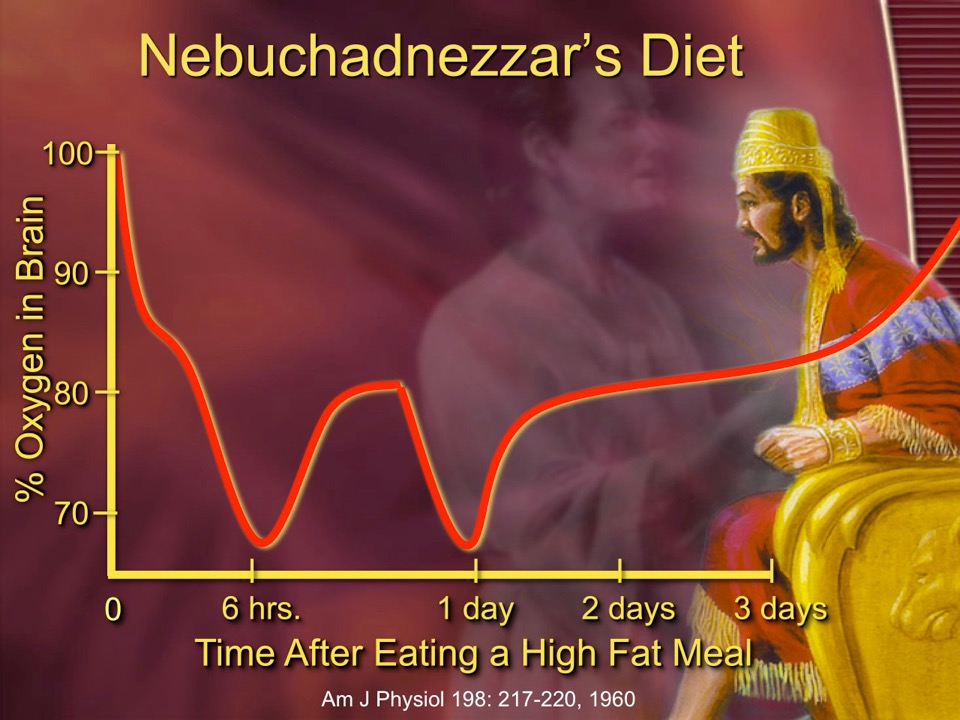 Nebuchadnezzar’s Diet
% Oxygen in Brain
100
90
80
70
0
6 hrs.
1 day
2 days
3 days
Time After Eating a High Fat Meal
Am J Physiol 198: 217-220, 1960